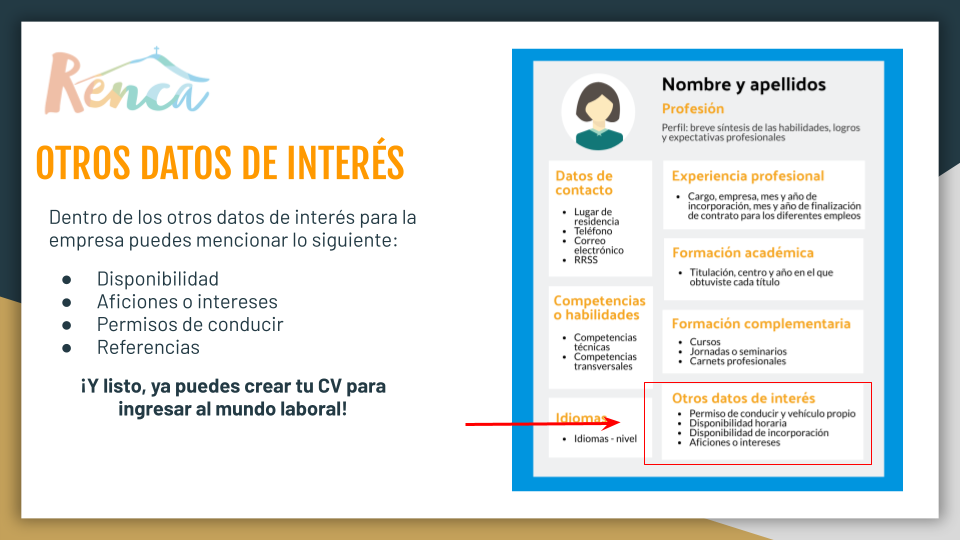 Renca
OTROS DATOS DE INTERÉS
Dentro de los otros datos de interés para la
empresa puedes mencionar lo siguiente:
● Disponibilidad
● Aficiones o intereses
● Permisos de conducir
● Referencias
¡Y listo, ya puedes crear tu CV para
ingresar al mundo laboral!
Nombre y apellidos
Profesión
Perfil: breve síntesis de las habilidades, logros
y expectativas profesionales
Datos de
contacto
• Lugar de
residencia
• Teléfono
• Correo
electrónico
• RRSS
Competencias
o habilidades
• Competencias
técnicas
• Competencias
transversales
Idiomas
• Idiomas - nivel
Experiencia profesional
• Cargo, empresa, mes y año de
incorporación, mes y año de finalización
de contrato para los diferentes empleos
Formación académica
• Titulación, centro y año en el que
obtuviste cada título
Formación complementaria
• Cursos
• Jornadas o seminarios
• Carnets profesionales
Otros datos de interés
• Permiso de conducir y vehículo propio
• Disponibilidad horaria
• Disponibilidad de incorporación
• Aficiones o intereses